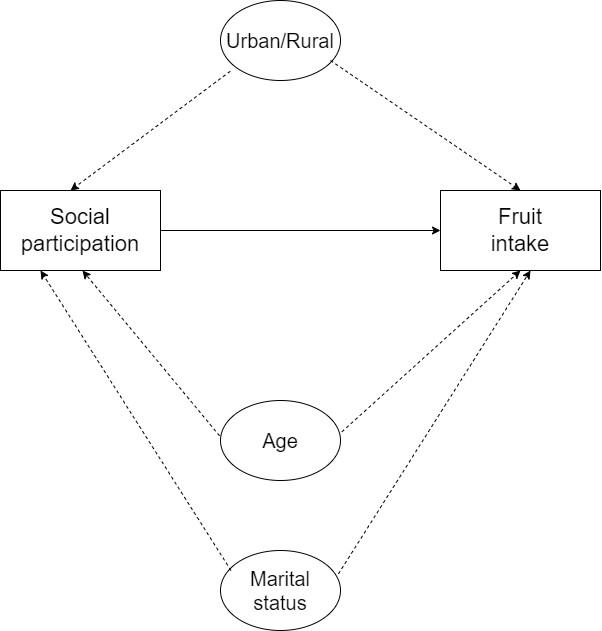 Urban/Rural
Social
participation
Fruit
intake
Age
Marital
status